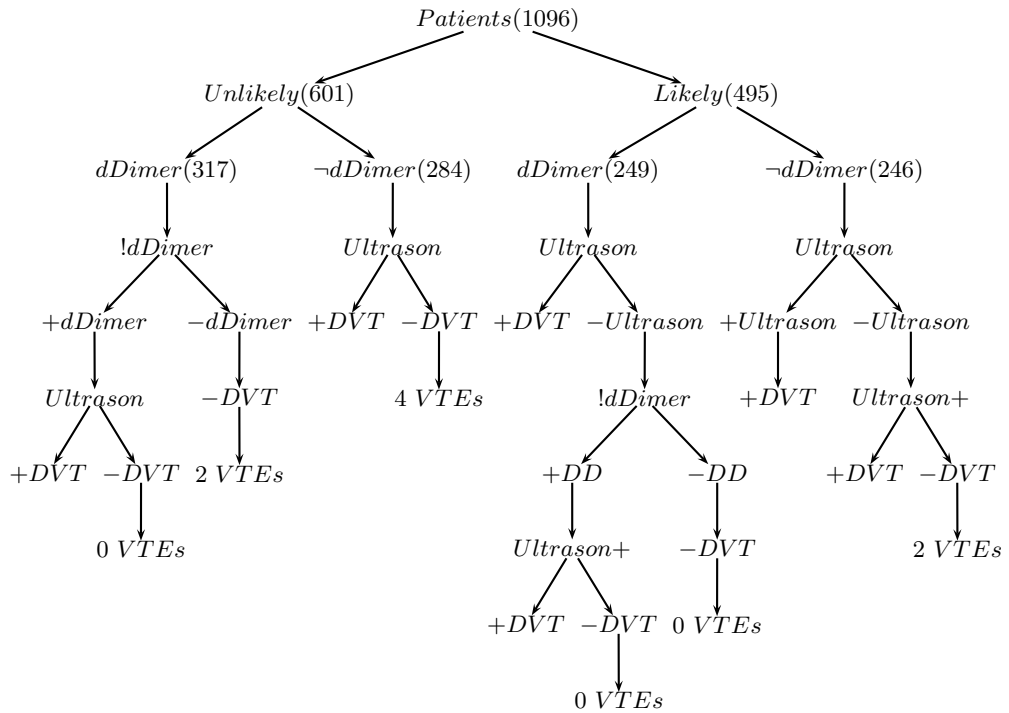 Patients(1096)
Unlikely(601) Likely(495)
dDimer(317) ¬dDimer(284) dDimer(249) ¬dDimer(246)
!dDimer Ultrason Ultrason Ultrason
+dDimer −dDimer +DVT −DVT +DVT −Ultrason +Ultrason −Ultrason
Ultrason −DVT 4 VTEs !dDimer +DVT Ultrason+
+DVT −DVT 2 VTEs +DD −DD +DVT −DVT
0 VTEs Ultrason+ −DVT 2 VTEs
+DVT −DVT 0 VTEs
0 VTEs